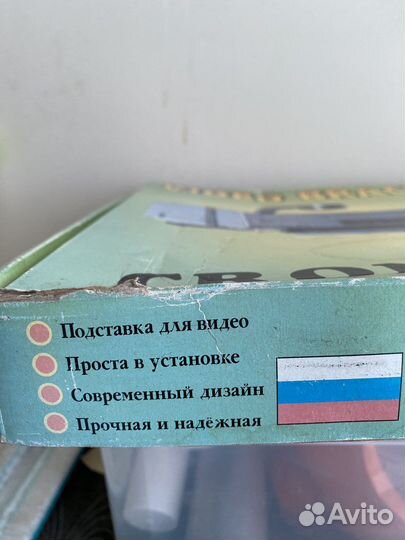 Подставка для видео
Проста в установке
Современный дизайн
Прочная и надёжная
Avito